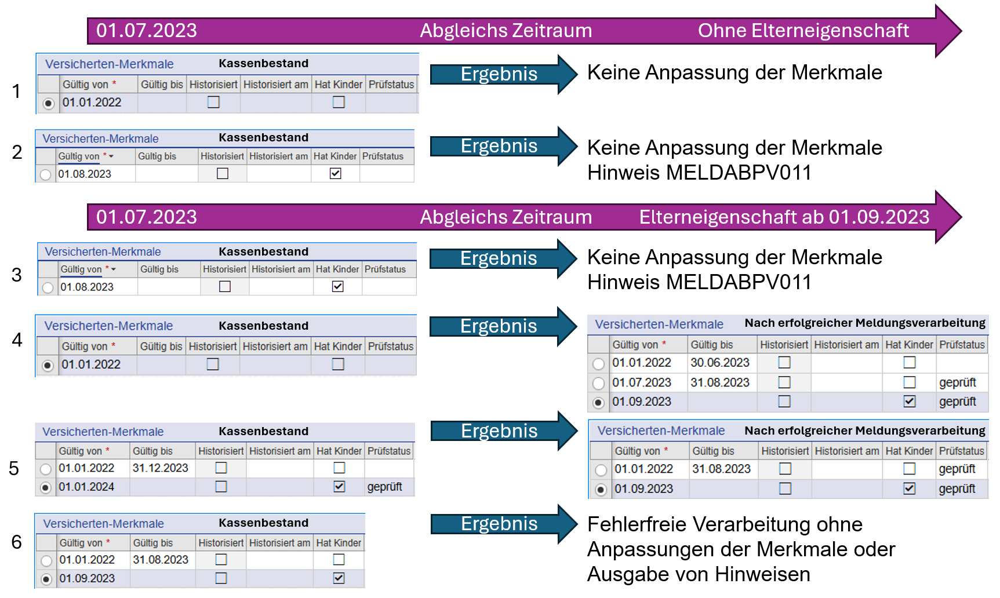 01.07.2023 Abgleichs Zeitraum Ohne Elterneigenschaft
1
Versicherten-Merkmale Kassenbestand
Gültig von * Gültig bis Historisiert Historisiert am Hat Kinder Prüfstatus
01.01.2022
Ergebnis
Keine Anpassung der Merkmale
2
Versicherten-Merkmale Kassenbestand
Gültig von * Gültig bis Historisiert Historisiert am Hat Kinder Prüfstatus
01.08.2023
Ergebnis
Keine Anpassung der Merkmale
Hinweis MELDABPV011
01.07.2023 Abgleichs Zeitraum Elterneigenschaft ab 01.09.2023
3
Versicherten-Merkmale Kassenbestand
Gültig von * Gültig bis Historisiert Historisiert am Hat Kinder Prüfstatus
01.08.2023
Ergebnis
Keine Anpassung der Merkmale
Hinweis MELDABPV011
4
Versicherten-Merkmale Kassenbestand
Gültig von * Gültig bis Historisiert Historisiert am Hat Kinder Prüfstatus
01.01.2022
Ergebnis
Versicherten-Merkmale Nach erfolgreicher Meldungsverarbeitung
Gültig von * Gültig bis Historisiert Historisiert am Hat Kinder Prüfstatus
01.01.2022 30.06.2023
01.07.2023 31.08.2023 geprüft
01.09.2023 geprüft
5
Versicherten-Merkmale Kassenbestand
Gültig von * Gültig bis Historisiert Historisiert am Hat Kinder Prüfstatus
01.01.2022 31.12.2023
01.01.2024 geprüft
Ergebnis
Versicherten-Merkmale Nach erfolgreicher Meldungsverarbeitung
Gültig von * Gültig bis Historisiert Historisiert am Hat Kinder Prüfstatus
01.01.2022 31.08.2023 geprüft
01.09.2023 geprüft
6
Versicherten-Merkmale Kassenbestand
Gültig von * Gültig bis Historisiert Historisiert am Hat Kinder
01.01.2022 31.08.2023
01.09.2023
Ergebnis
Fehlerfreie Verarbeitung ohne
Anpassungen der Merkmale oder
Ausgabe von Hinweisen